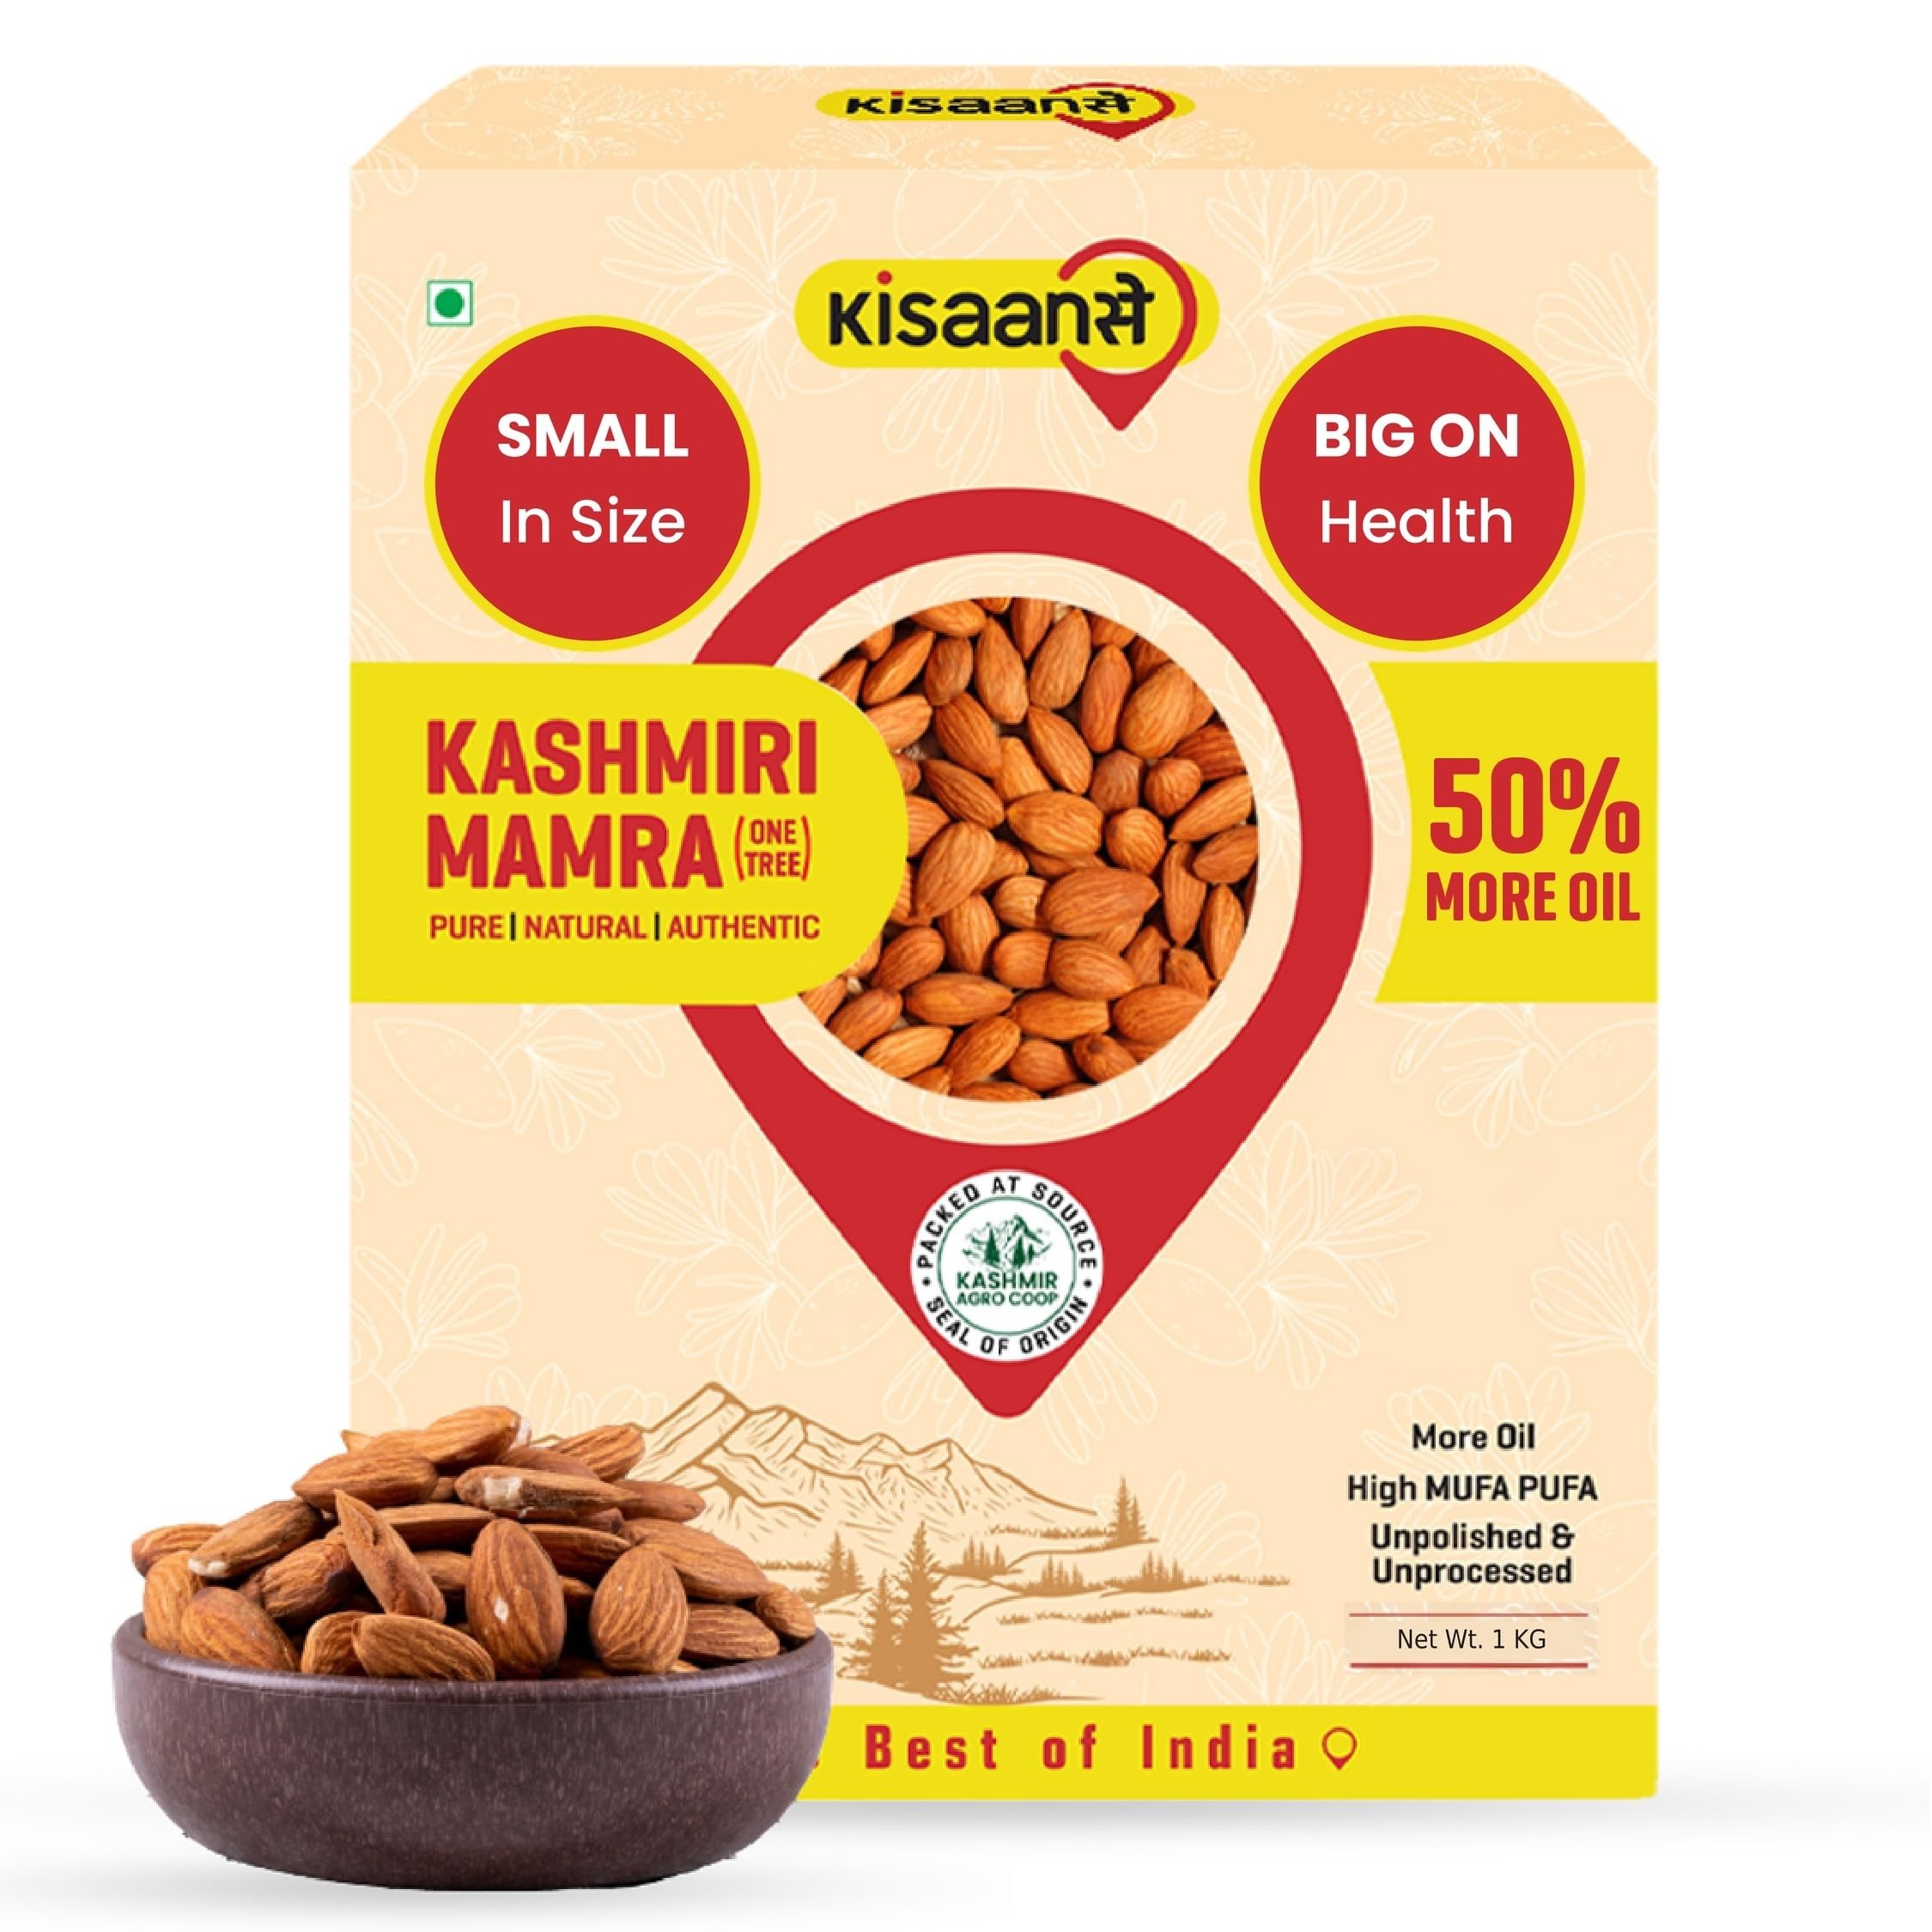 kisaanसे
kisaanसे
SMALL
In Size
BIG ON
Health
KASHMIRI
MAMRA (ONE TREE)
PURE | NATURAL | AUTHENTIC
50%
MORE OIL
PACKED AT SOURCE
KASHMIR
AGRO COOP
SEAL OF ORIGIN
More Oil
High MUFA PUFA
Unpolished &
Unprocessed
Net Wt. 1 KG
Best of India